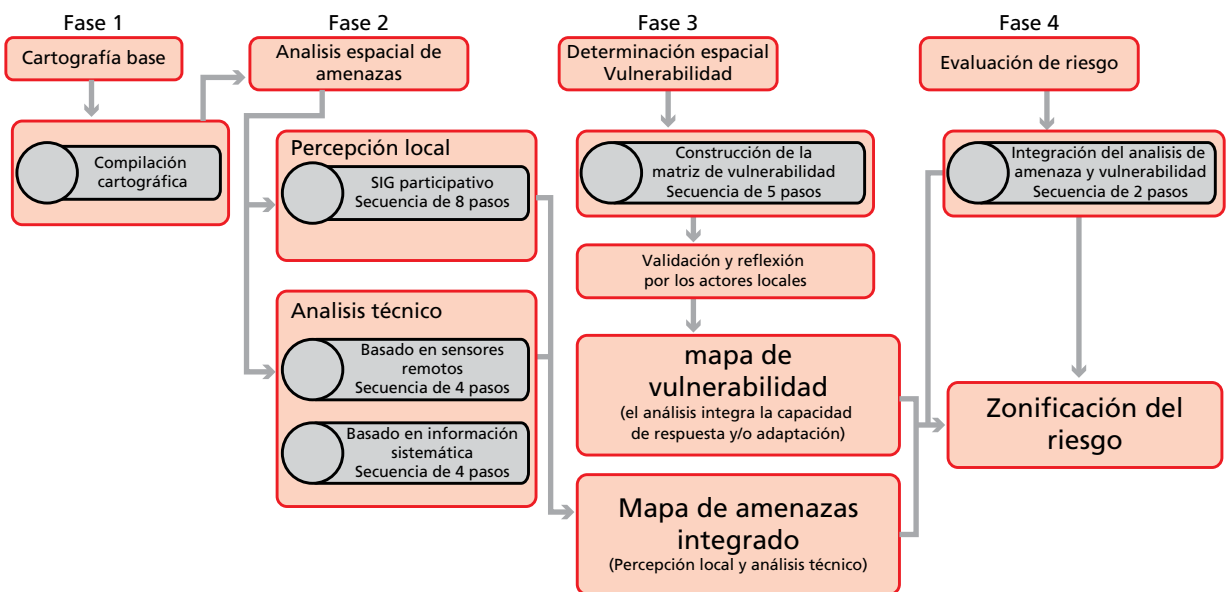 Fase 1
Cartografía base
Compilación
cartográfica
Fase 2
Analisis espacial de
amenazas
Percepción local
SIG participativo
Secuencia de 8 pasos
Analisis técnico
Basado en sensores
remotos
Secuencia de 4 pasos
Basado en información
sistemática
Secuencia de 4 pasos
Fase 3
Determinación espacial
Vulnerabilidad
Construcción de la
matriz de vulnerabilidad
Secuencia de 5 pasos
Validación y reflexión
por los actores locales
mapa de
vulnerabilidad
(el análisis integra la capacidad
de respuesta y/o adaptación)
Mapa de amenazas
integrado
(Percepción local y análisis técnico)
Fase 4
Evaluación de riesgo
Integración del analisis de
amenaza y vulnerabilidad
Secuencia de 2 pasos
Zonificación del
riesgo